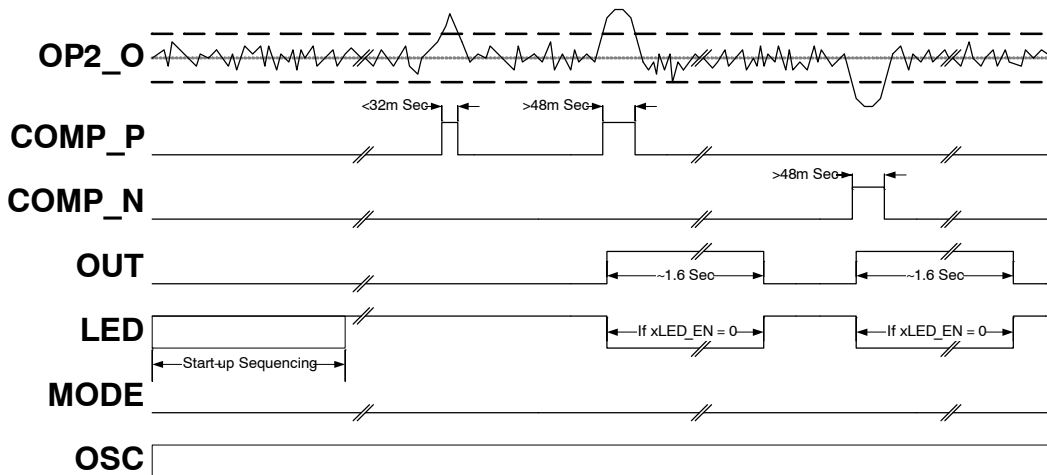 OP2_O
<32m Sec
>48m Sec
COMP_P
>48m Sec
COMP_N
OUT
~1.6 Sec
~1.6 Sec
LED
If xLED_EN = 0
If xLED_EN = 0
Start-up Sequencing
MODE
OSC